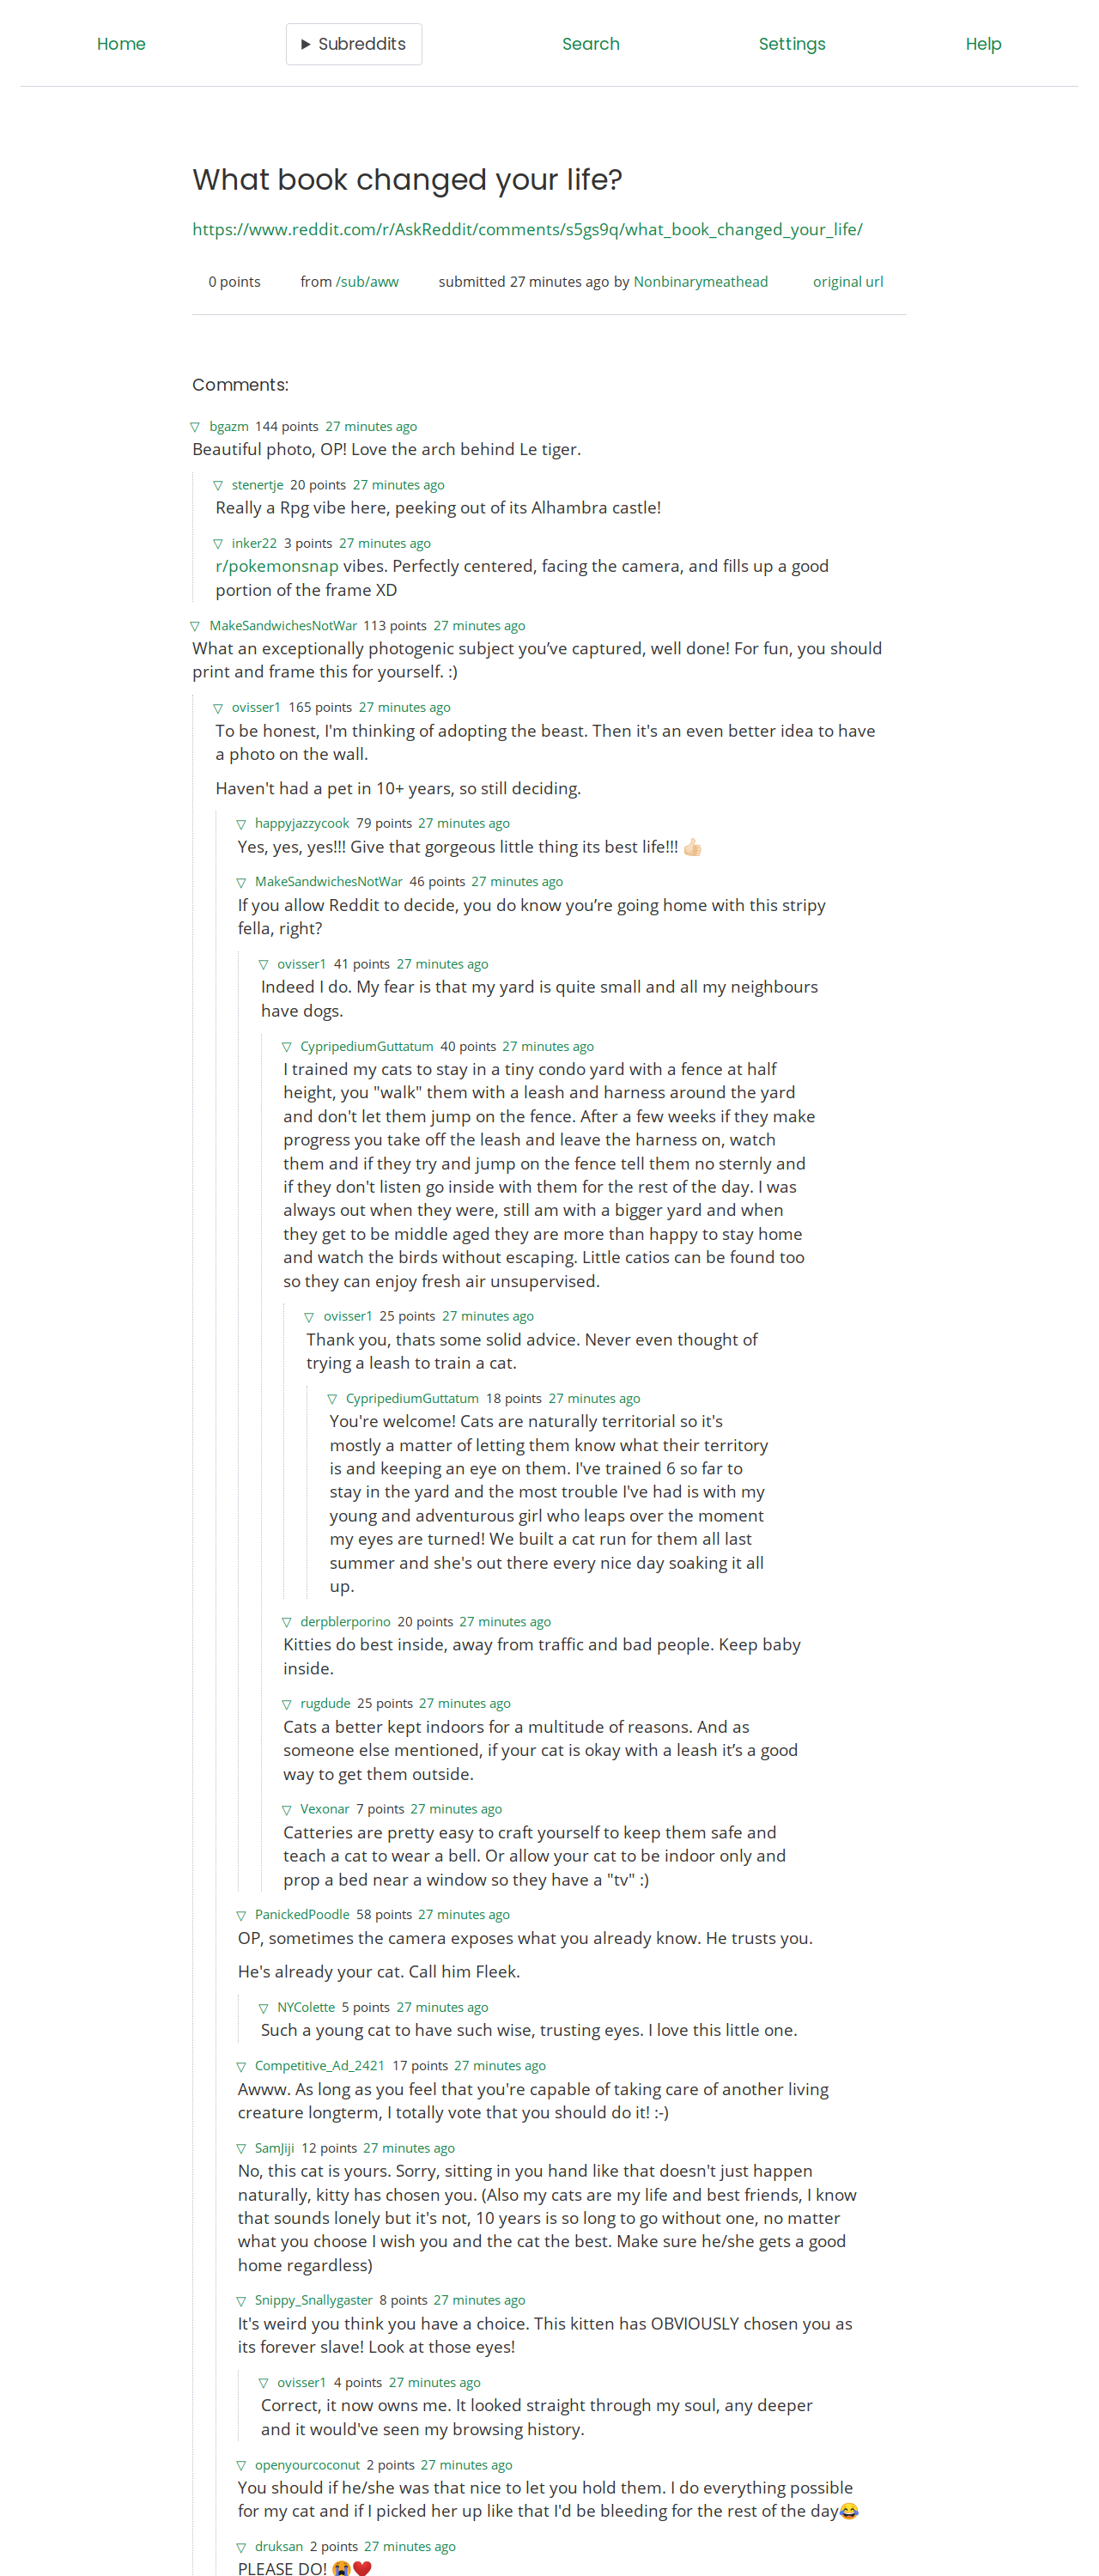 Home ▶ Subreddits Search Settings Help
What book changed your life?
https://www.reddit.com/r/AskReddit/comments/s5gs9q/what_book_changed_your_life/
0 points from /sub/aww submitted 27 minutes ago by Nonbinarymeathead original url
Comments:
▽ bgazm 144 points 27 minutes ago
Beautiful photo, OP! Love the arch behind Le tiger.
▽ stenertje 20 points 27 minutes ago
Really a Rpg vibe here, peeking out of its Alhambra castle!
▽ inker22 3 points 27 minutes ago
r/pokemonsnap vibes. Perfectly centered, facing the camera, and fills up a good
portion of the frame XD
▽ MakeSandwichesNotWar 113 points 27 minutes ago
What an exceptionally photogenic subject you’ve captured, well done! For fun, you should
print and frame this for yourself. :)
▽ ovisser1 165 points 27 minutes ago
To be honest, I'm thinking of adopting the beast. Then it's an even better idea to have
a photo on the wall.
Haven't had a pet in 10+ years, so still deciding.
▽ happyjazzycook 79 points 27 minutes ago
Yes, yes, yes!!! Give that gorgeous little thing its best life!!! 👍🏻
▽ MakeSandwichesNotWar 46 points 27 minutes ago
If you allow Reddit to decide, you do know you’re going home with this stripy
fella, right?
▽ ovisser1 41 points 27 minutes ago
Indeed I do. My fear is that my yard is quite small and all my neighbours
have dogs.
▽ CypripediumGuttatum 40 points 27 minutes ago
I trained my cats to stay in a tiny condo yard with a fence at half
height, you "walk" them with a leash and harness around the yard
and don't let them jump on the fence. After a few weeks if they make
progress you take off the leash and leave the harness on, watch
them and if they try and jump on the fence tell them no sternly and
if they don't listen go inside with them for the rest of the day. I was
always out when they were, still am with a bigger yard and when
they get to be middle aged they are more than happy to stay home
and watch the birds without escaping. Little catios can be found too
so they can enjoy fresh air unsupervised.
▽ ovisser1 25 points 27 minutes ago
Thank you, thats some solid advice. Never even thought of
trying a leash to train a cat.
▽ CypripediumGuttatum 18 points 27 minutes ago
You're welcome! Cats are naturally territorial so it's
mostly a matter of letting them know what their territory
is and keeping an eye on them. I've trained 6 so far to
stay in the yard and the most trouble I've had is with my
young and adventurous girl who leaps over the moment
my eyes are turned! We built a cat run for them all last
summer and she's out there every nice day soaking it all
up.
▽ derpblerporino 20 points 27 minutes ago
Kitties do best inside, away from traffic and bad people. Keep baby
inside.
▽ rugdude 25 points 27 minutes ago
Cats a better kept indoors for a multitude of reasons. And as
someone else mentioned, if your cat is okay with a leash it’s a good
way to get them outside.
▽ Vexonar 7 points 27 minutes ago
Catteries are pretty easy to craft yourself to keep them safe and
teach a cat to wear a bell. Or allow your cat to be indoor only and
prop a bed near a window so they have a "tv" :)
▽ PanickedPoodle 58 points 27 minutes ago
OP, sometimes the camera exposes what you already know. He trusts you.
He's already your cat. Call him Fleek.
▽ NYColette 5 points 27 minutes ago
Such a young cat to have such wise, trusting eyes. I love this little one.
▽ Competitive_Ad_2421 17 points 27 minutes ago
Awww. As long as you feel that you're capable of taking care of another living
creature longterm, I totally vote that you should do it! :-)
▽ SamJiji 12 points 27 minutes ago
No, this cat is yours. Sorry, sitting in you hand like that doesn't just happen
naturally, kitty has chosen you. (Also my cats are my life and best friends, I know
that sounds lonely but it's not, 10 years is so long to go without one, no matter
what you choose I wish you and the cat the best. Make sure he/she gets a good
home regardless)
▽ Snippy_Snallygaster 8 points 27 minutes ago
It's weird you think you have a choice. This kitten has OBVIOUSLY chosen you as
its forever slave! Look at those eyes!
▽ ovisser1 4 points 27 minutes ago
Correct, it now owns me. It looked straight through my soul, any deeper
and it would've seen my browsing history.
▽ openyourcoconut 2 points 27 minutes ago
You should if he/she was that nice to let you hold them. I do everything possible
for my cat and if I picked her up like that I'd be bleeding for the rest of the day😂
▽ druksan 2 points 27 minutes ago
PLEASE DO! 😭❤️